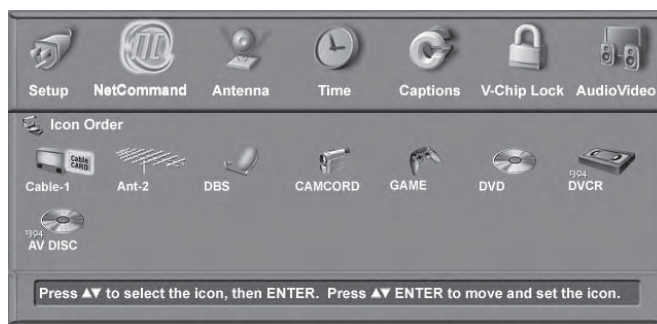 Setup NetCommand Antenna Time Captions V-Chip Lock AudioVideo
Icon Order
Cable CARD
Cable-1 Ant-2 DBS CAMCORD GAME DVD 1394 DVCR
1394
AV DISC
Press ▲▼ to select the icon, then ENTER. Press ▲▼ ENTER to move and set the icon.